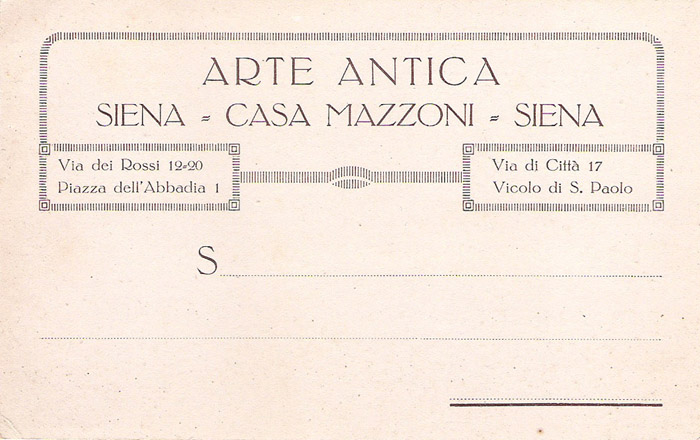 ARTE ANTICA
SIENA - CASA MAZZONI - SIENA
Via dei Rossi 12-20
Piazza dell'Abbadia 1
Via di Città 17
Vicolo di S. Paolo
S